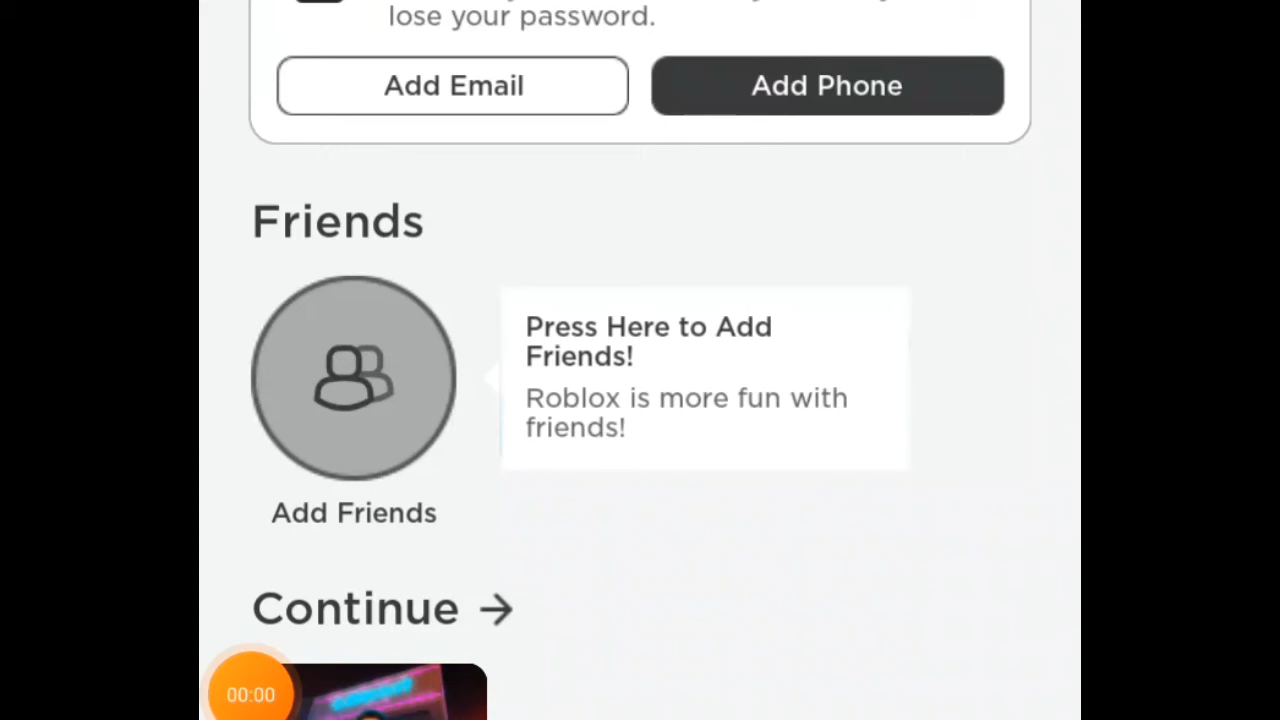 lose your password.
Add Email
Add Phone
Friends
Press Here to Add
Friends!
Roblox is more fun with
friends!
Add Friends
Continue →
00:00